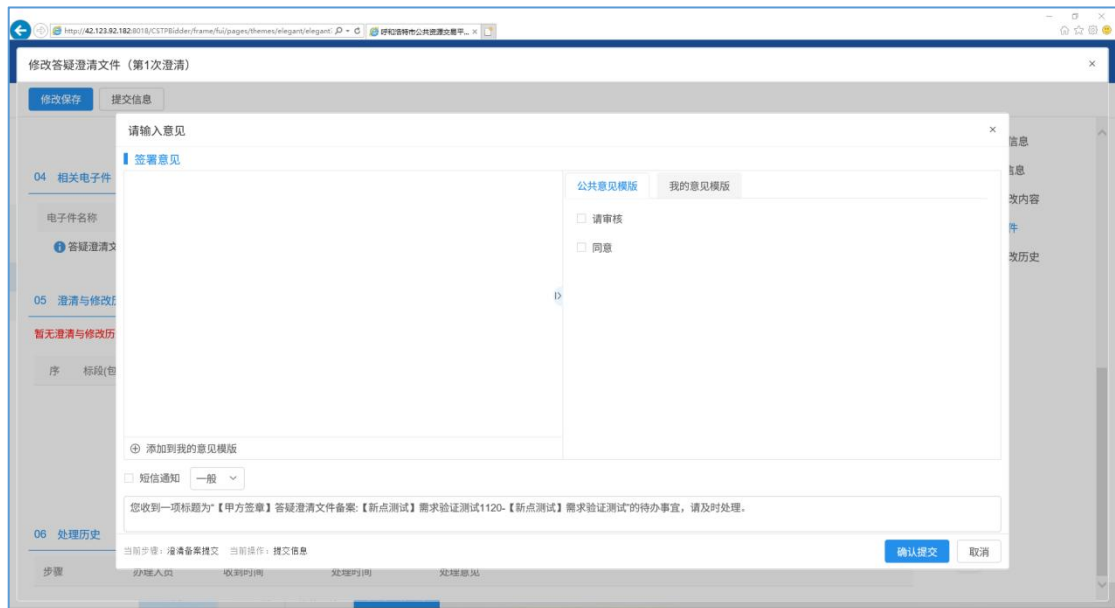 http://42.123.92.182:8018/CSTPBidder/frame/fui/pages/themes/elegant/elegant
呼和浩特市公共资源交易平...
修改答疑澄清文件（第1次澄清）
修改保存 提交信息
请输入意见
信息
签署意见
信息
04 相关电子件
公共意见模版 我的意见模版
改内容
电子件名称
请审核
件
答疑澄清文
同意
改历史
05 澄清与修改历
暂无澄清与修改历
序 标段(包
添加到我的意见模版
短信通知 一般
您收到一项标题为“【甲方签章】答疑澄清文件备案:【新点测试】需求验证测试1120-【新点测试】需求验证测试”的待办事宜，请及时处理。
06 处理历史
当前步骤：澄清备案提交 当前操作：提交信息
确认提交 取消
步骤 办理人员 收到时间 处理时间 处理意见